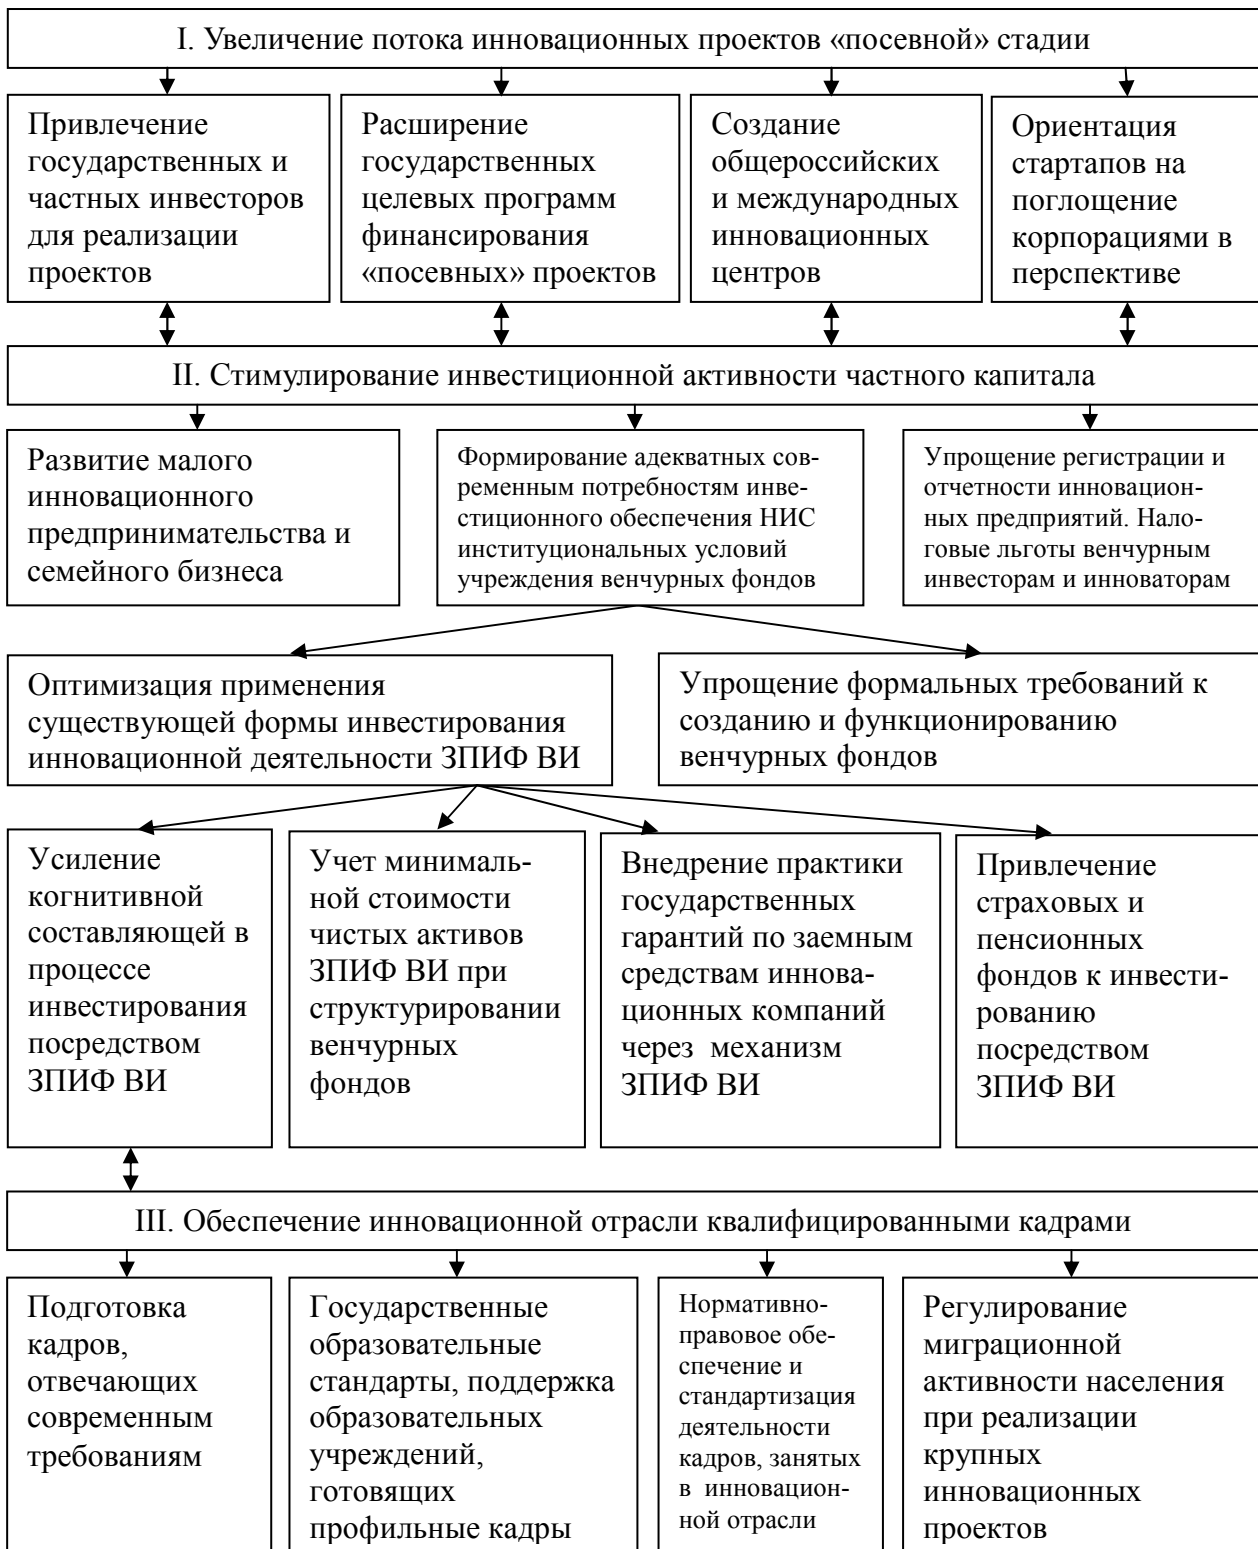 I. Увеличение потока инновационных проектов «посевной» стадии
Привлечение
государственных и
частных инвесторов
для реализации
проектов
Расширение
государственных
целевых программ
финансирования
«посевных» проектов
Создание
общероссийских
и международных
инновационных
центров
Ориентация
стартапов на
поглощение
корпорациями в
перспективе
II. Стимулирование инвестиционной активности частного капитала
Развитие малого
инновационного
предпринимательства и
семейного бизнеса
Формирование адекватных сов-
ременным потребностям инве-
стиционного обеспечения НИС
институциональных условий
учреждения венчурных фондов
Упрощение регистрации и
отчетности инновацион-
ных предприятий. Нало-
говые льготы венчурным
инвесторам и инноваторам
Оптимизация применения
существующей формы инвестирования
инновационной деятельности ЗПИФ ВИ
Упрощение формальных требований к
созданию и функционированию
венчурных фондов
Усиление
когнитивной
составляющей в
процессе
инвестирования
посредством
ЗПИФ ВИ
Учет минималь-
ной стоимости
чистых активов
ЗПИФ ВИ при
структурировании
венчурных
фондов
Внедрение практики
государственных
гарантий по заемным
средствам иннова-
ционных компаний
через механизм
ЗПИФ ВИ
Привлечение
страховых и
пенсионных
фондов к инвести-
рованию
посредством
ЗПИФ ВИ
III. Обеспечение инновационной отрасли квалифицированными кадрами
Подготовка
кадров,
отвечающих
современным
требованиям
Государственные
образовательные
стандарты, поддержка
образовательных
учреждений,
готовящих
профильные кадры
Нормативно-
правовое обе-
спечение и
стандартизация
деятельности
кадров, занятых
в инновацион-
ной отрасли
Регулирование
миграционной
активности населения
при реализации
крупных
инновационных
проектов